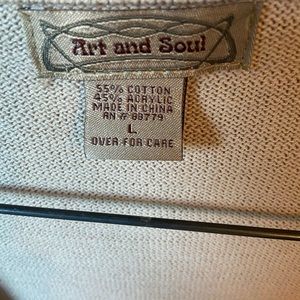 Art and Soul
55% COTTON
45% ACRYLIC
MADE IN CHINA
RN# 88779
L
OVER FOR CARE